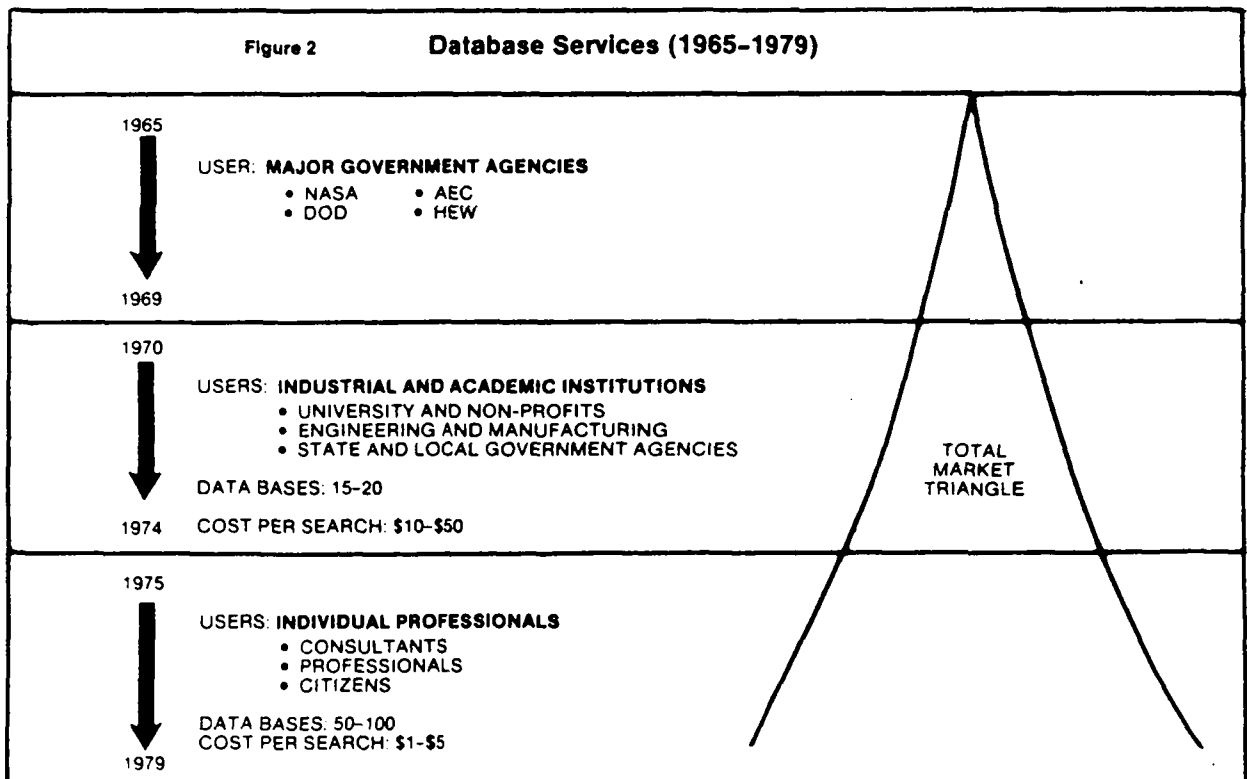 Figure 2 Database Services (1965–1979)
1965
USER: MAJOR GOVERNMENT AGENCIES
• NASA • AEC
• DOD • HEW
1969
1970
USERS: INDUSTRIAL AND ACADEMIC INSTITUTIONS
• UNIVERSITY AND NON-PROFITS
• ENGINEERING AND MANUFACTURING
• STATE AND LOCAL GOVERNMENT AGENCIES
DATA BASES: 15–20
1974 COST PER SEARCH: $10–$50
TOTAL
MARKET
TRIANGLE
1975
USERS: INDIVIDUAL PROFESSIONALS
• CONSULTANTS
• PROFESSIONALS
• CITIZENS
DATA BASES: 50–100
COST PER SEARCH: $1–$5
1979